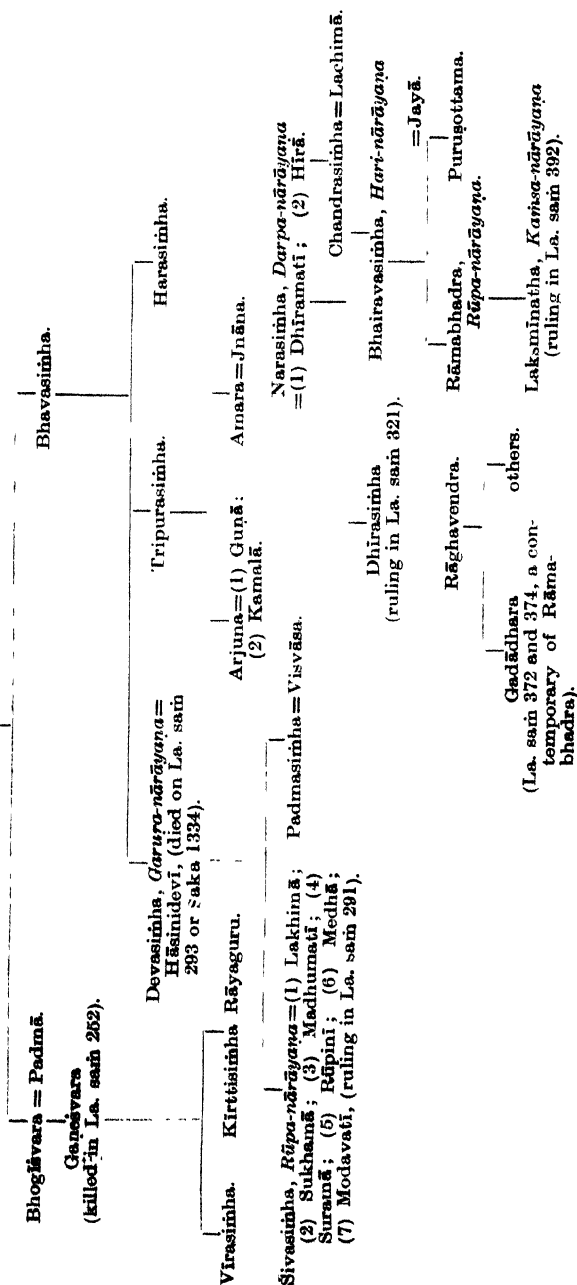 Bhogīśvara = Padmā.
Gaṇeśvara
(killed in La. saṁ 252).
Vīrasiṁha. Kīrttisiṁha Rāyaguru.
Bhavasiṁha.
Devasiṁha, Garuṛa-nārāyaṇa=
Hāsinidevī, (died on La. saṁ
293 or Śaka 1334).
Tripurasiṁha.
Harasiṁha.
Śivasiṁha, Rūpa-nārāyaṇa=(1) Lakhimā;
(2) Sukhamā; (3) Madhumatī; (4)
Suramā; (5) Rūpinī; (6) Medhā;
(7) Modavatī, (ruling in La. saṁ 291).
Padmasiṁha=Visvāsa.
Arjuna=(1) Guṇā:
(2) Kamalā.
Amara=Jnāna.
Narasiṁha, Darpa-nārāyaṇa
=(1) Dhīramatī; (2) Hīrā.
Dhīrasiṁha
(ruling in La. saṁ 321).
Chandrasiṁha=Lachimā.
Bhairavasiṁha, Hari-nārāyaṇa
=Jayā.
Rāghavendra.
Rāmabhadra,
Rūpa-nārāyaṇa.
Puruṣottama.
Gadādhara
(La. saṁ 372 and 374, a con-
temporary of Rāma-
bhadra).
others.
Lakṣmīnatha, Kaṁsa-nārāyaṇa
(ruling in La. saṁ 392).